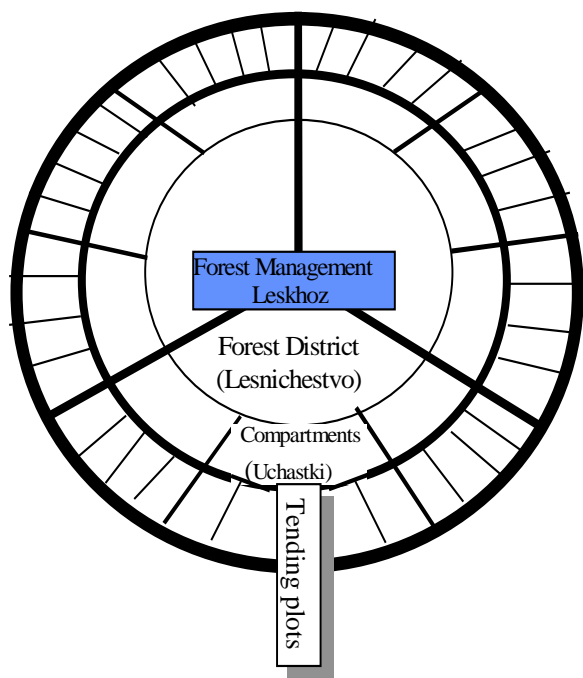 Forest Management
Leskhoz
Forest District
(Lesnichestvo)
Compartments
(Uchastki)
Tending plots